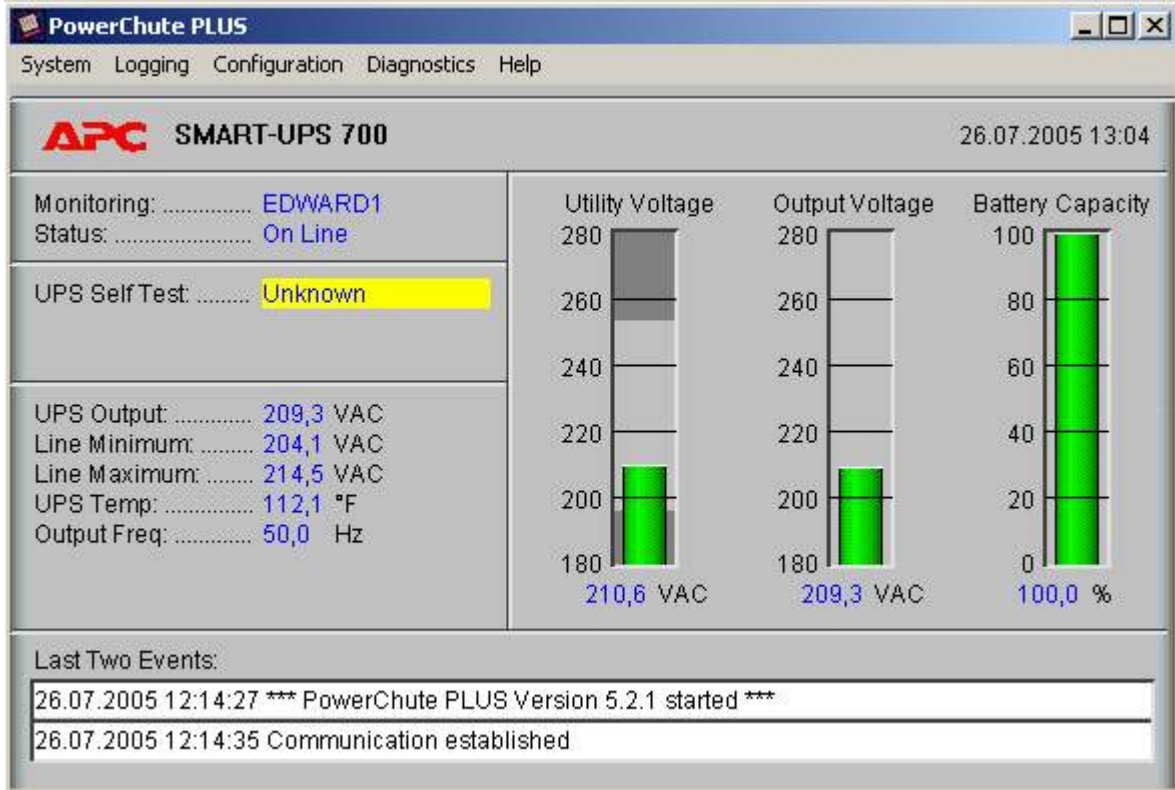 PowerChute PLUS
System Logging Configuration Diagnostics Help
APC SMART-UPS 700 26.07.2005 13:04
Monitoring: .............. EDWARD1
Status: ...................... On Line
UPS Self Test: ......... Unknown
UPS Output: ............. 209,3 VAC
Line Minimum: ......... 204,1 VAC
Line Maximum: ........ 214,5 VAC
UPS Temp: .............. 112,1 °F
Output Freq: ............. 50,0 Hz
Utility Voltage Output Voltage Battery Capacity
280 280 100
260 260 80
240 240 60
220 220 40
200 200 20
180 180 0
210,6 VAC 209,3 VAC 100,0 %
Last Two Events:
26.07.2005 12:14:27 *** PowerChute PLUS Version 5.2.1 started ***
26.07.2005 12:14:35 Communication established